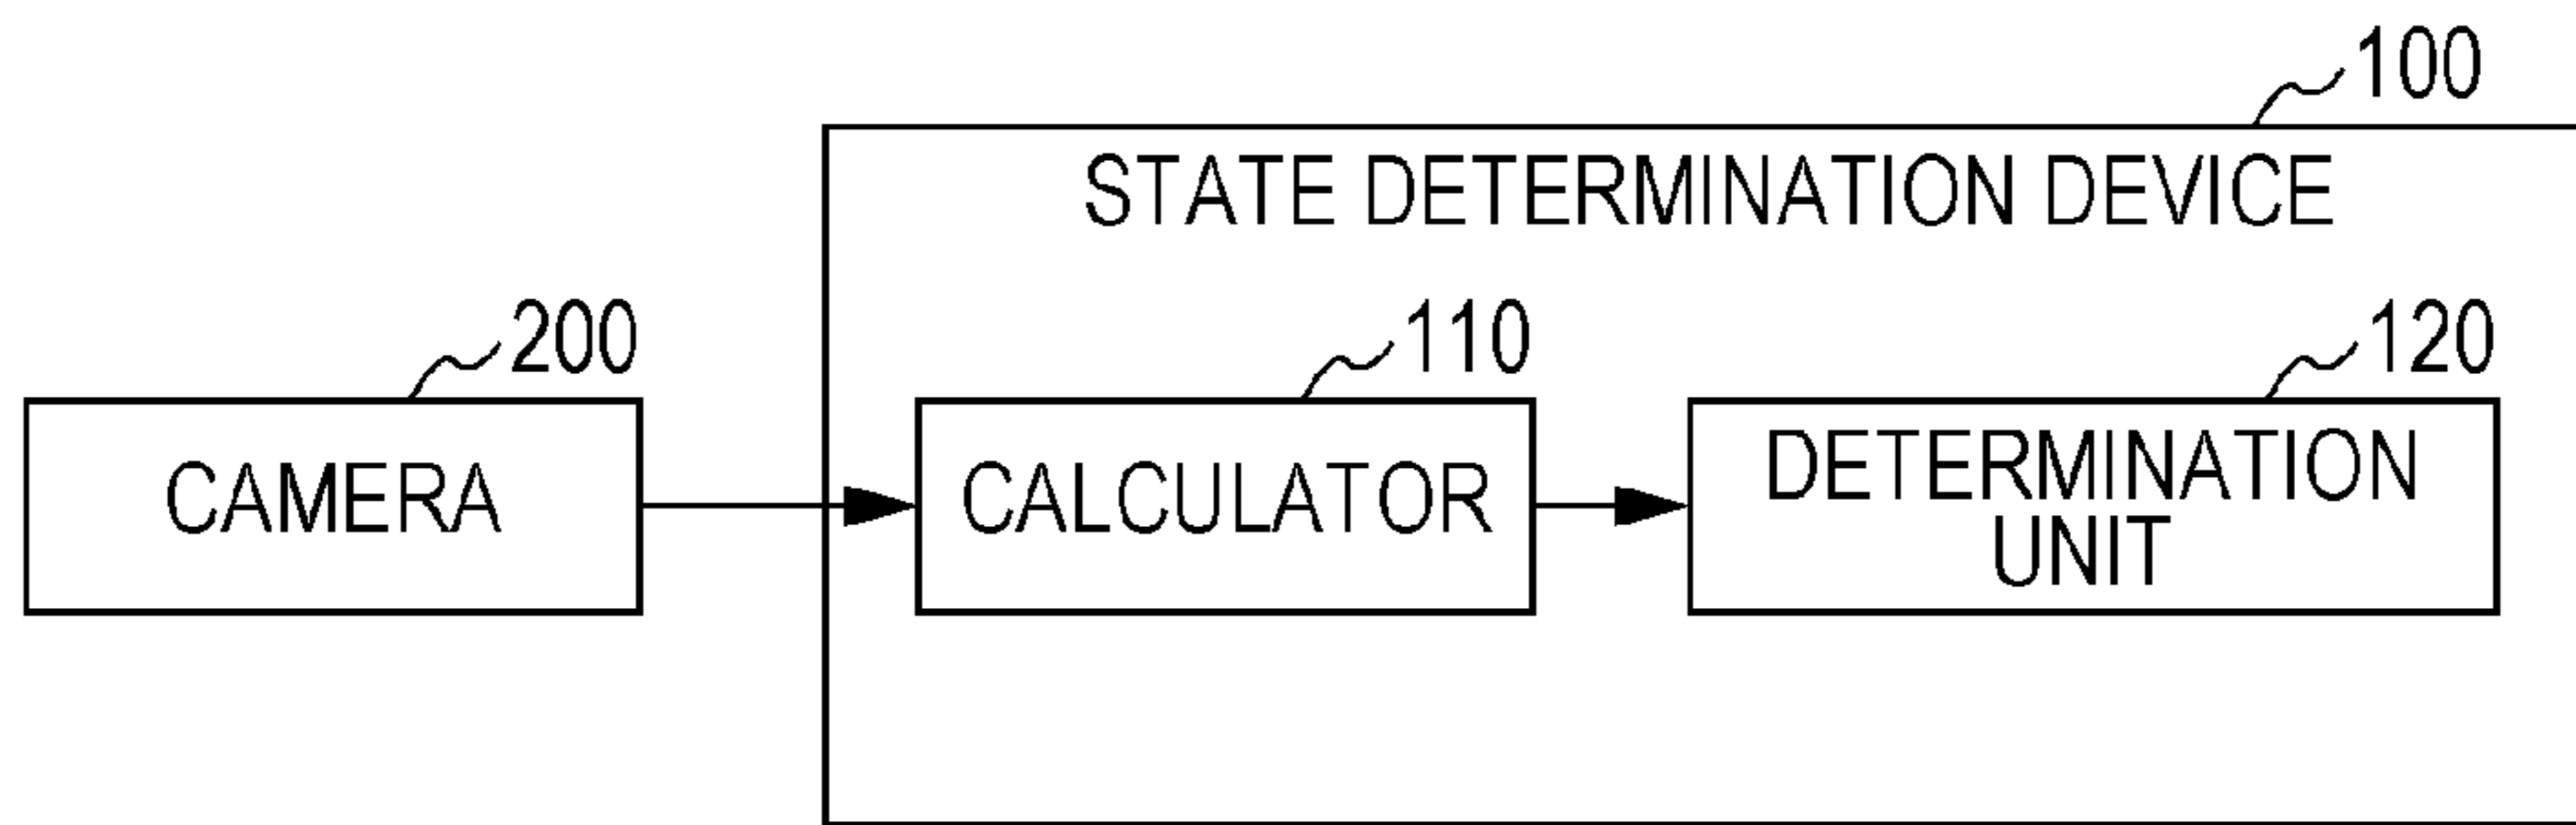 100
STATE DETERMINATION DEVICE
200
110
120
CAMERA
CALCULATOR
DETERMINATION
UNIT